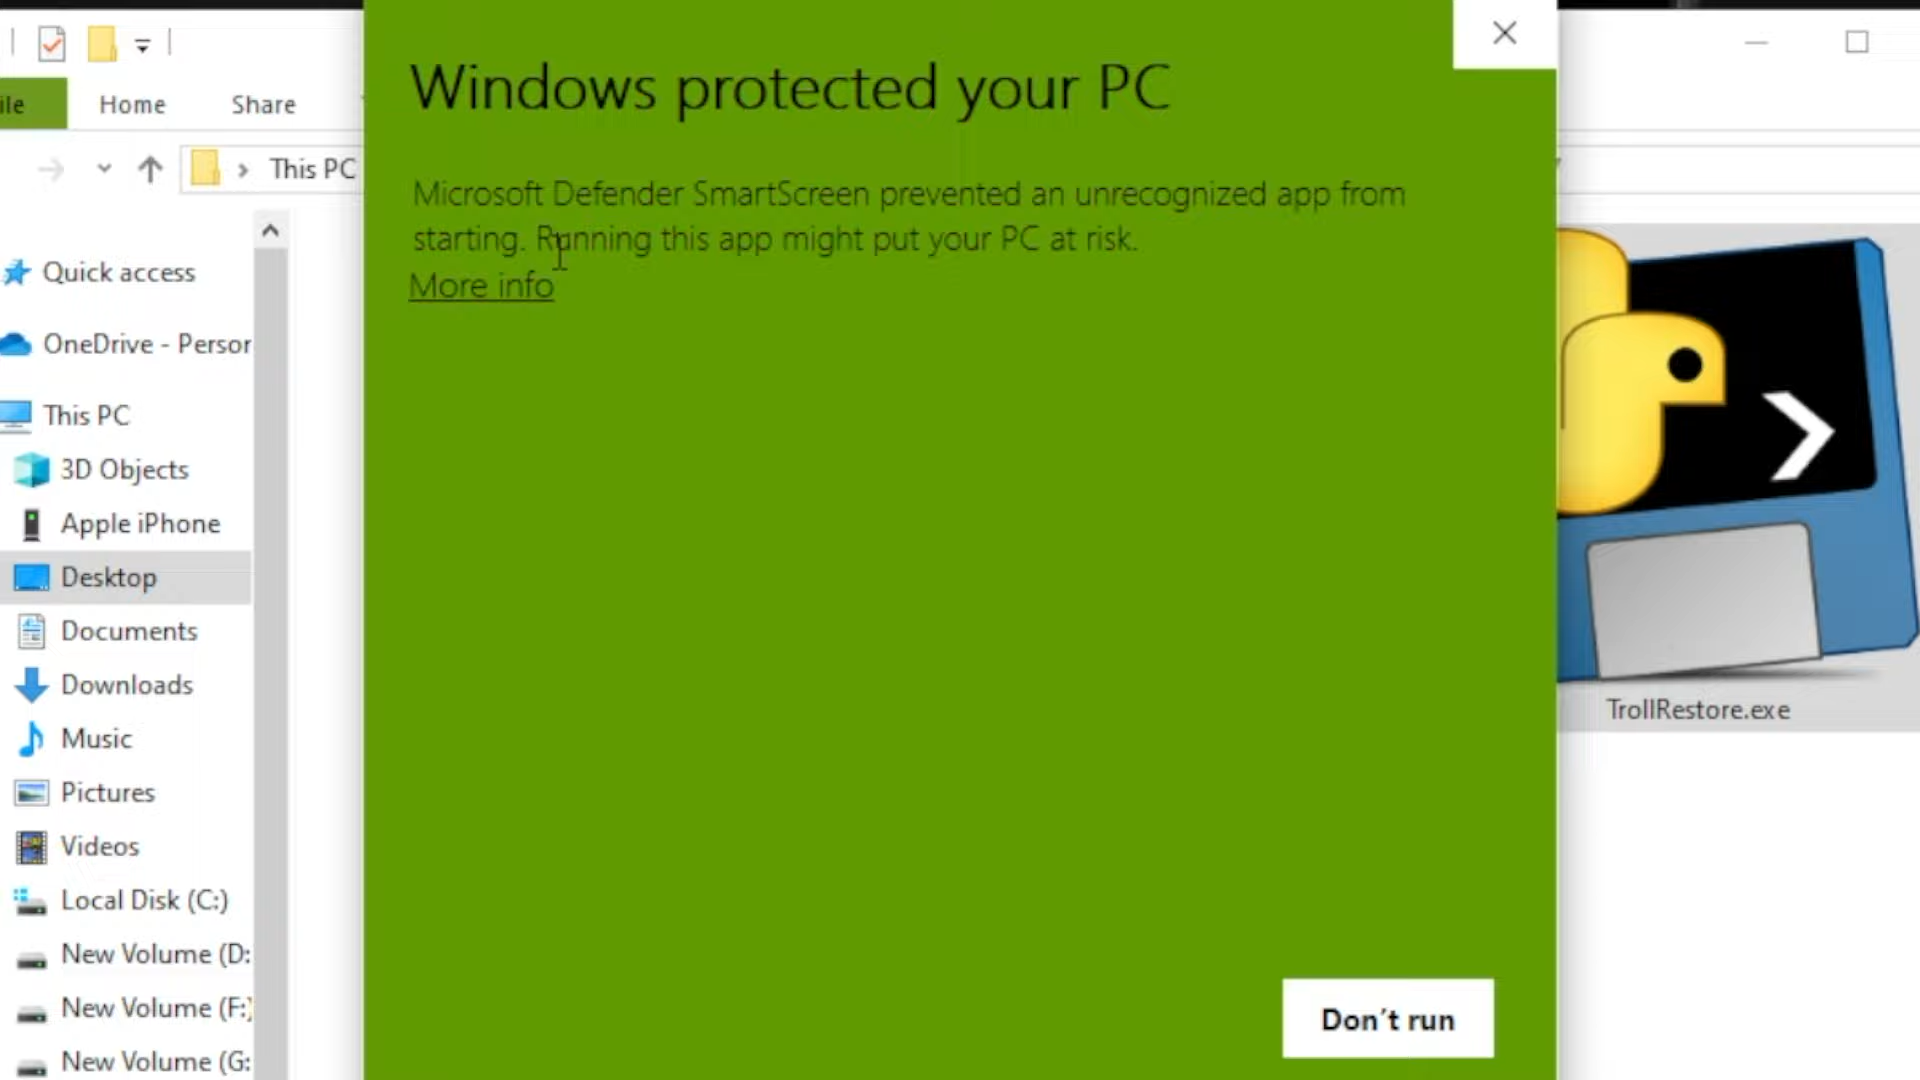 Windows protected your PC
ile
Home
Share
This PC
Microsoft Defender SmartScreen prevented an unrecognized app from
starting. Running this app might put your PC at risk.
More info
Quick access
OneDrive - Person
This PC
3D Objects
Apple iPhone
Desktop
Documents
Downloads
Music
Pictures
Videos
Local Disk (C:)
New Volume (D:
New Volume (F:)
New Volume (G:
TrollRestore.exe
Don't run